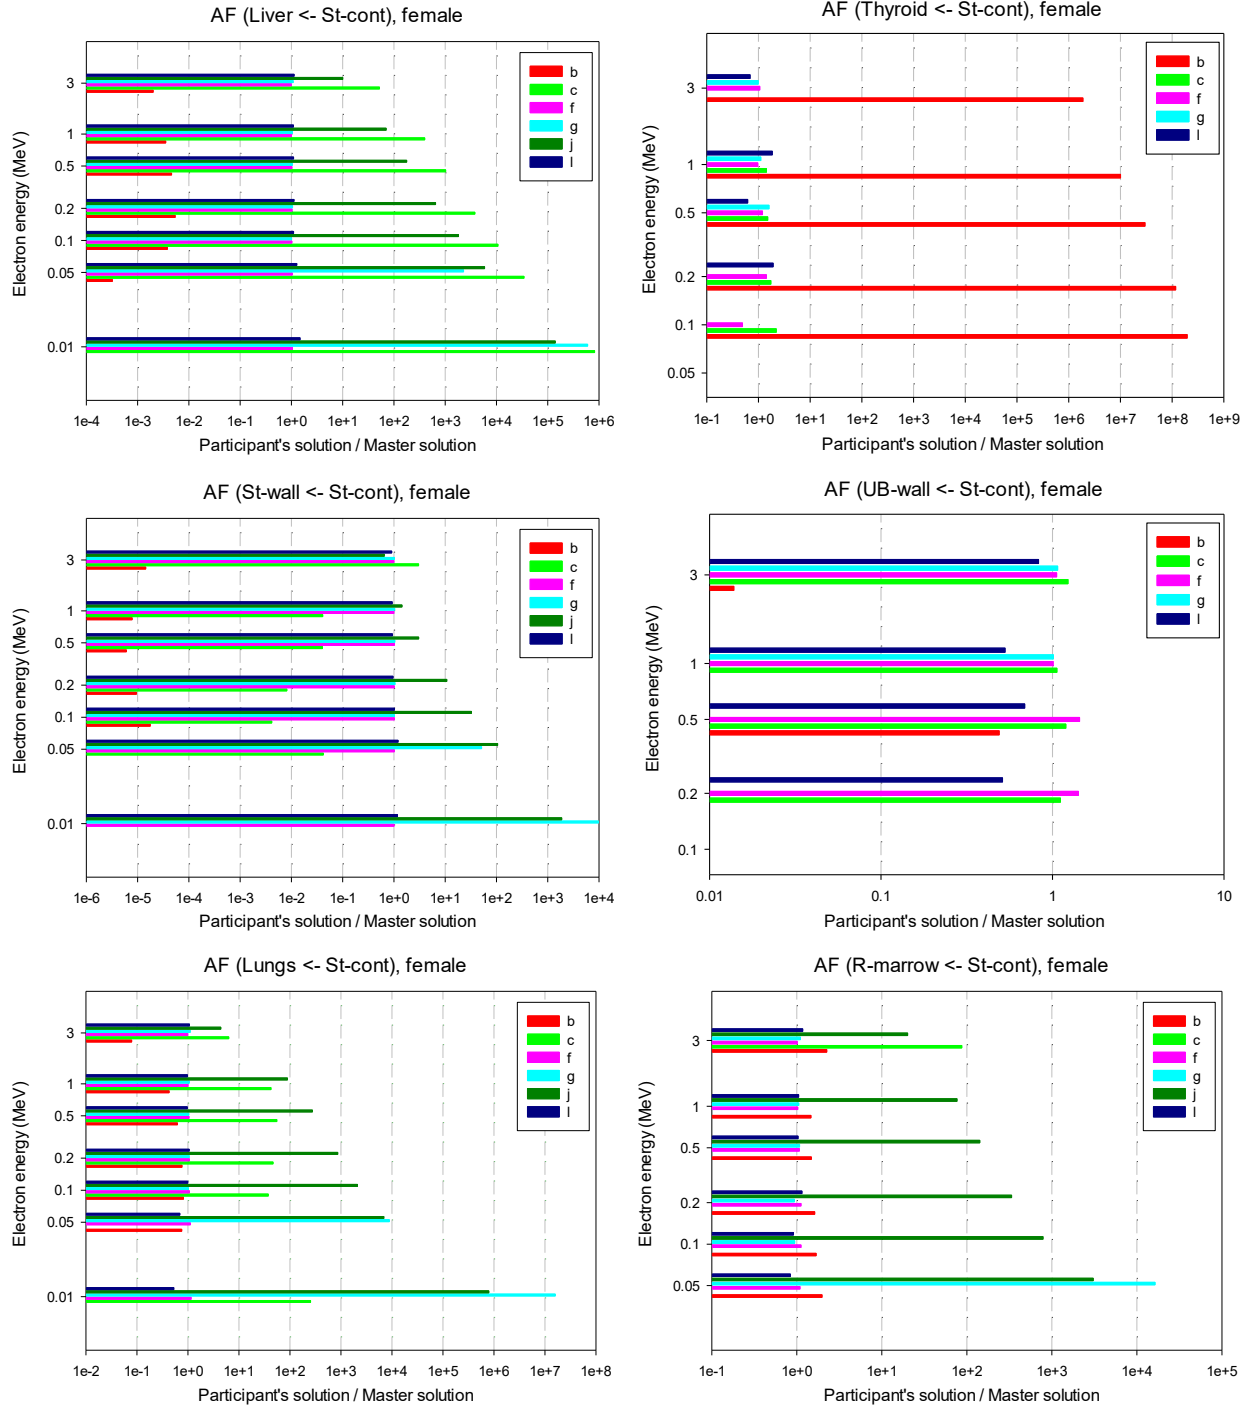 AF (Liver <- St-cont), female
Electron energy (MeV)
3
1
0.5
0.2
0.1
0.05
0.01
b
c
f
g
j
l
1e-4 1e-3 1e-2 1e-1 1e+0 1e+1 1e+2 1e+3 1e+4 1e+5 1e+6
Participant's solution / Master solution
AF (Thyroid <- St-cont), female
Electron energy (MeV)
3
1
0.5
0.2
0.1
0.05
b
c
f
g
l
1e-1 1e+0 1e+1 1e+2 1e+3 1e+4 1e+5 1e+6 1e+7 1e+8 1e+9
Participant's solution / Master solution
AF (St-wall <- St-cont), female
Electron energy (MeV)
3
1
0.5
0.2
0.1
0.05
0.01
b
c
f
g
j
l
1e-6 1e-5 1e-4 1e-3 1e-2 1e-1 1e+0 1e+1 1e+2 1e+3 1e+4
Participant's solution / Master solution
AF (UB-wall <- St-cont), female
Electron energy (MeV)
3
1
0.5
0.2
0.1
b
c
f
g
l
0.01 0.1 1 10
Participant's solution / Master solution
AF (Lungs <- St-cont), female
Electron energy (MeV)
3
1
0.5
0.2
0.1
0.05
0.01
b
c
f
g
j
l
1e-2 1e-1 1e+0 1e+1 1e+2 1e+3 1e+4 1e+5 1e+6 1e+7 1e+8
Participant's solution / Master solution
AF (R-marrow <- St-cont), female
Electron energy (MeV)
3
1
0.5
0.2
0.1
0.05
b
c
f
g
j
l
1e-1 1e+0 1e+1 1e+2 1e+3 1e+4 1e+5
Participant's solution / Master solution